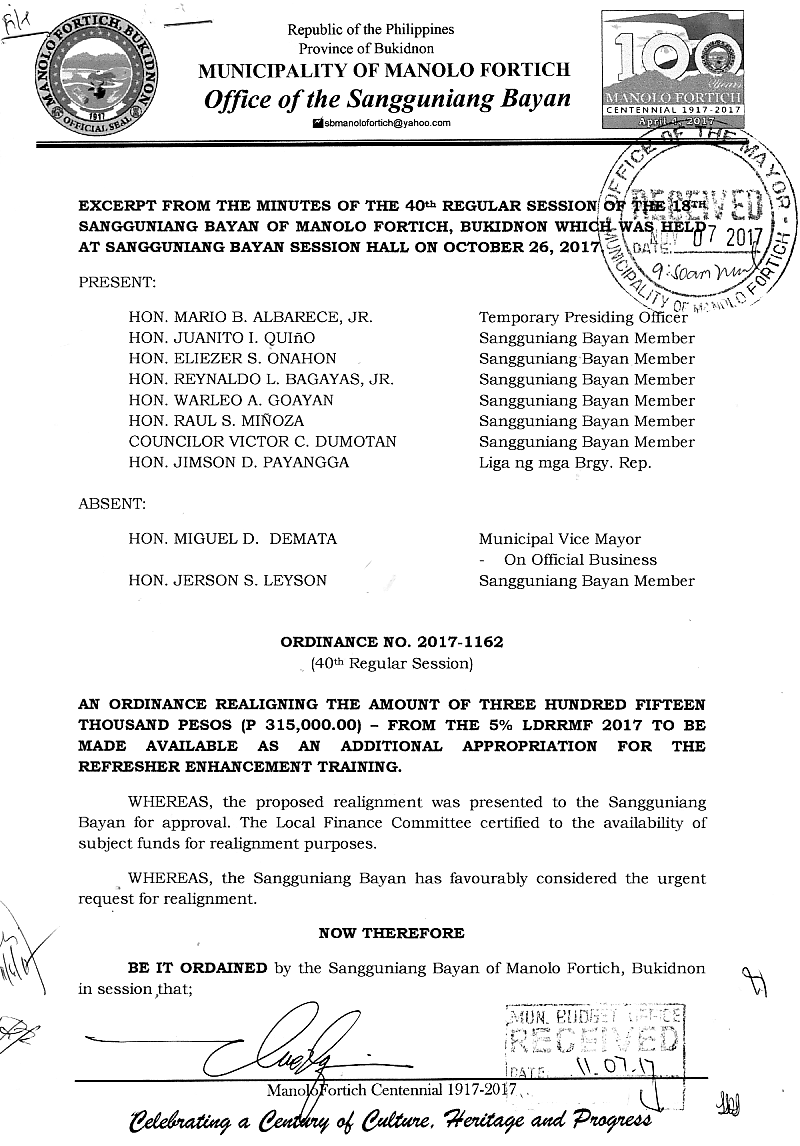 Republic of the Philippines
Province of Bukidnon
MUNICIPALITY OF MANOLO FORTICH
Office of the Sangguniang Bayan
sbmanolofortich@yahoo.com
MANOLO FORTICH, BUKIDNON
1917
OFFICIAL SEAL
100
Years
MANOLO FORTICH
CENTENNIAL 1917-2017
April 1, 2017
OFFICE OF THE MAYOR
RECEIVED
DATE: NOV 07 2017
9:50am
MUNICIPALITY OF MANOLO FORTICH
EXCERPT FROM THE MINUTES OF THE 40th REGULAR SESSION OF THE 18TH
SANGGUNIANG BAYAN OF MANOLO FORTICH, BUKIDNON WHICH WAS HELD
AT SANGGUNIANG BAYAN SESSION HALL ON OCTOBER 26, 2017
PRESENT:
HON. MARIO B. ALBARECE, JR. Temporary Presiding Officer
HON. JUANITO I. QUIñO Sangguniang Bayan Member
HON. ELIEZER S. ONAHON Sangguniang Bayan Member
HON. REYNALDO L. BAGAYAS, JR. Sangguniang Bayan Member
HON. WARLEO A. GOAYAN Sangguniang Bayan Member
HON. RAUL S. MIÑOZA Sangguniang Bayan Member
COUNCILOR VICTOR C. DUMOTAN Sangguniang Bayan Member
HON. JIMSON D. PAYANGGA Liga ng mga Brgy. Rep.
ABSENT:
HON. MIGUEL D. DEMATA Municipal Vice Mayor
- On Official Business
HON. JERSON S. LEYSON Sangguniang Bayan Member
ORDINANCE NO. 2017-1162
(40th Regular Session)
AN ORDINANCE REALIGNING THE AMOUNT OF THREE HUNDRED FIFTEEN
THOUSAND PESOS (P 315,000.00) – FROM THE 5% LDRRMF 2017 TO BE
MADE AVAILABLE AS AN ADDITIONAL APPROPRIATION FOR THE
REFRESHER ENHANCEMENT TRAINING.
WHEREAS, the proposed realignment was presented to the Sangguniang
Bayan for approval. The Local Finance Committee certified to the availability of
subject funds for realignment purposes.
WHEREAS, the Sangguniang Bayan has favourably considered the urgent
request for realignment.
NOW THEREFORE
BE IT ORDAINED by the Sangguniang Bayan of Manolo Fortich, Bukidnon
in session that;
MUN. BUDGET OFFICE
RECEIVED
DATE 11.07.17
Manolo Fortich Centennial 1917-2017
Celebrating a Century of Culture, Heritage and Progress